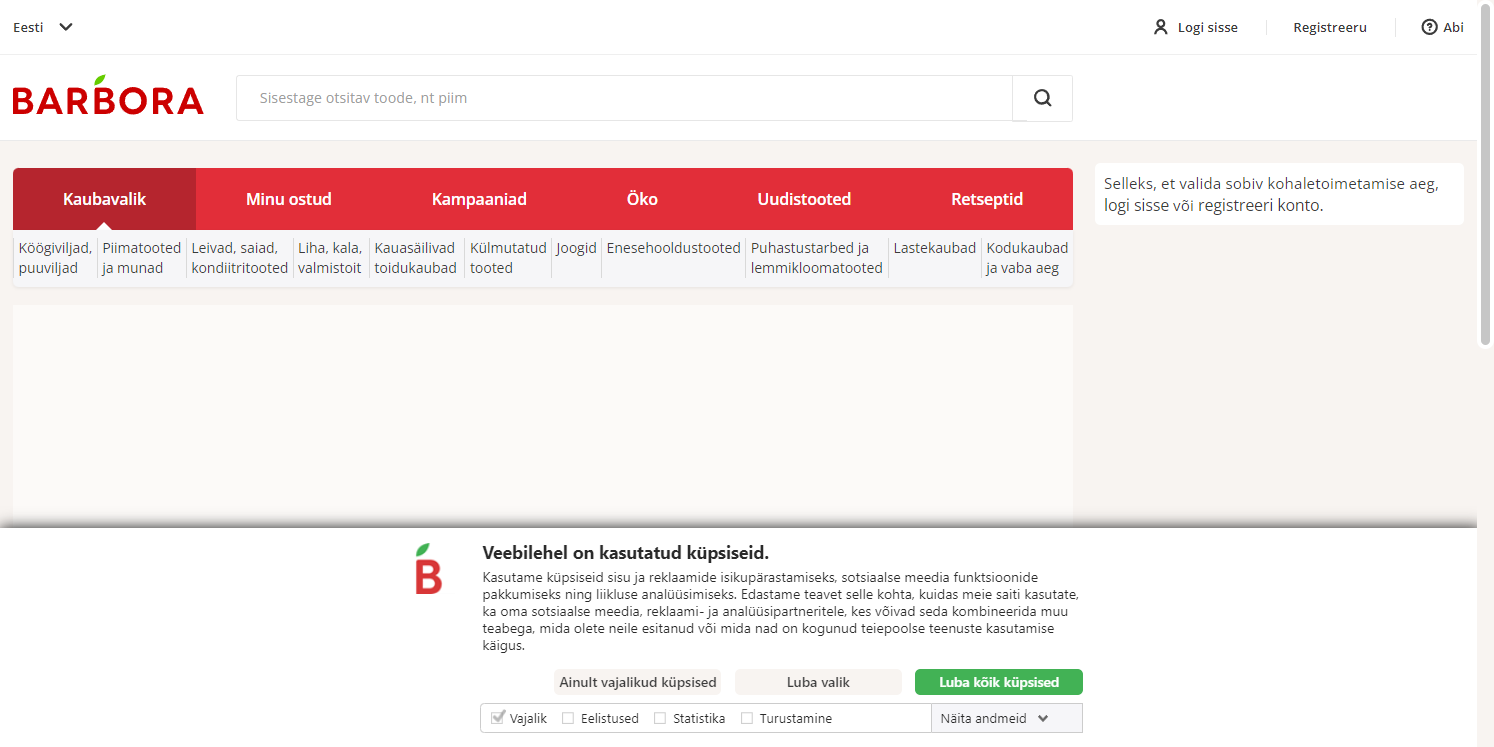 Eesti
Logi sisse
Registreeru
Abi
BARBORA
Sisestage otsitav toode, nt piim
Kaubavalik
Minu ostud
Kampaaniad
Öko
Uudistooted
Retseptid
Selleks, et valida sobiv kohaletoimetamise aeg,
logi sisse või registreeri konto.
Köögiviljad,
puuviljad
Piimatooted
ja munad
Leivad, saiad,
kondiitritooted
Liha, kala,
valmistoit
Kauasäilivad
toidukaubad
Külmutatud
tooted
Joogid
Enesehooldustooted
Puhastustarbed ja
lemmikloomatooted
Lastekaubad
Kodukaubad
ja vaba aeg
B
Veebilehel on kasutatud küpsiseid.
Kasutame küpsiseid sisu ja reklaamide isikupärastamiseks, sotsiaalse meedia funktsioonide
pakkumiseks ning liikluse analüüsimiseks. Edastame teavet selle kohta, kuidas meie saiti kasutate,
ka oma sotsiaalse meedia, reklaami- ja analüüsipartneritele, kes võivad seda kombineerida muu
teabega, mida olete neile esitanud või mida nad on kogunud teiepoolse teenuste kasutamise
käigus.
Ainult vajalikud küpsised
Luba valik
Luba kõik küpsised
Vajalik
Eelistused
Statistika
Turustamine
Näita andmeid